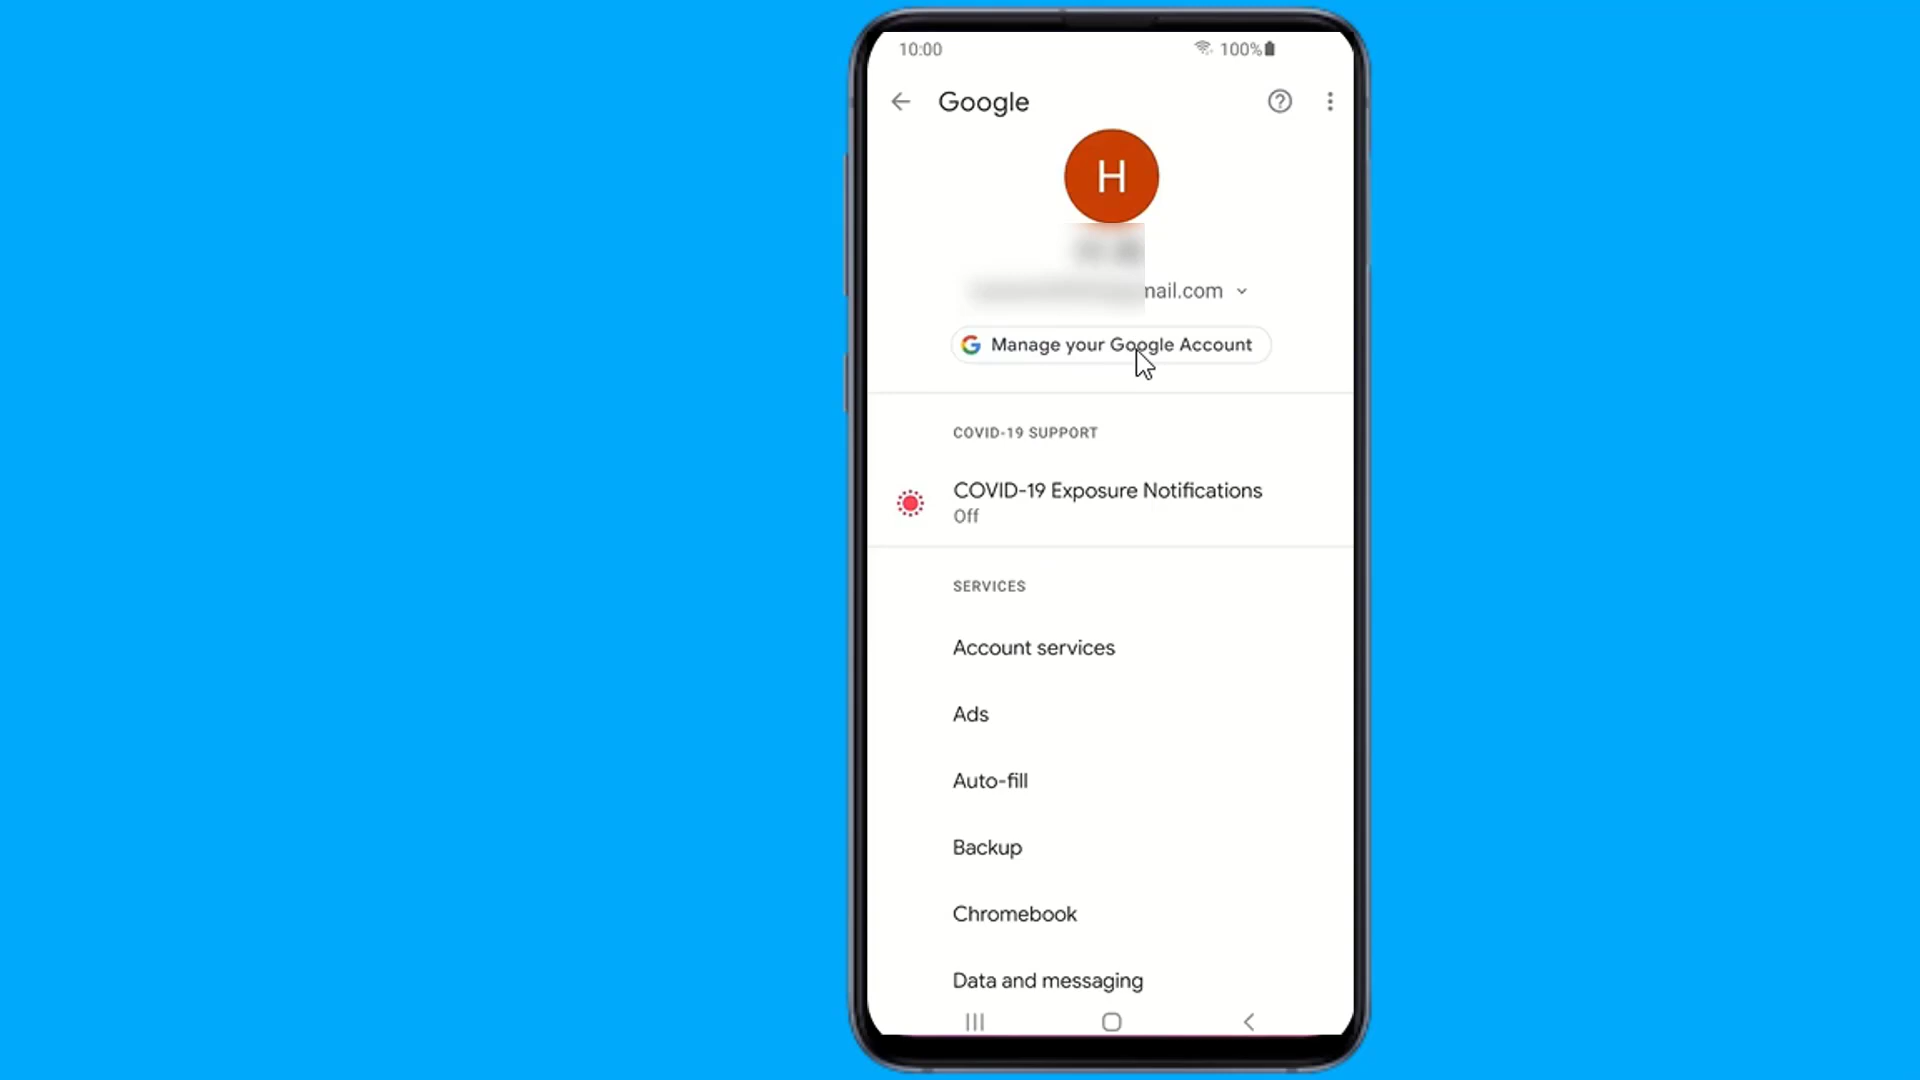 10:00 100%
Google
H
mail.com
Manage your Google Account
COVID-19 SUPPORT
COVID-19 Exposure Notifications
Off
SERVICES
Account services
Ads
Auto-fill
Backup
Chromebook
Data and messaging